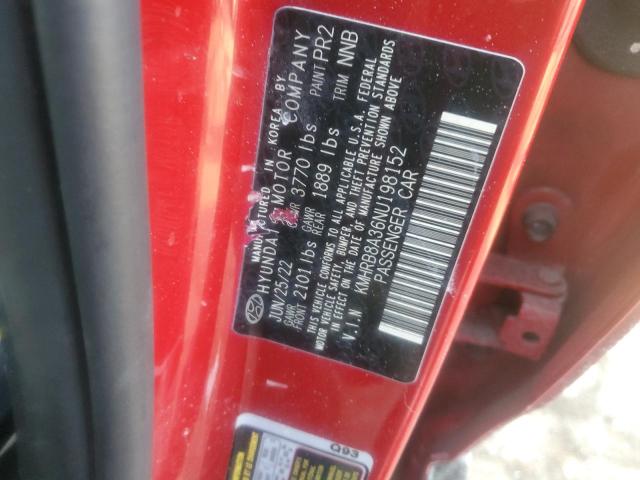 MANUFACTURED IN KOREA BY
HYUNDAI MOTOR COMPANY
JUN/25/22 GVWR 3770 lbs PAINT PR2
GAWR FRONT 2101 lbs GAWR REAR 1889 lbs TRIM NNB
THIS VEHICLE CONFORMS TO ALL APPLICABLE U.S.A. FEDERAL
MOTOR VEHICLE SAFETY, BUMPER, AND THEFT PREVENTION STANDARDS
IN EFFECT ON THE DATE OF MANUFACTURE SHOWN ABOVE
V.I.N KMHRB8A36NU198152
PASSENGER CAR
Q93